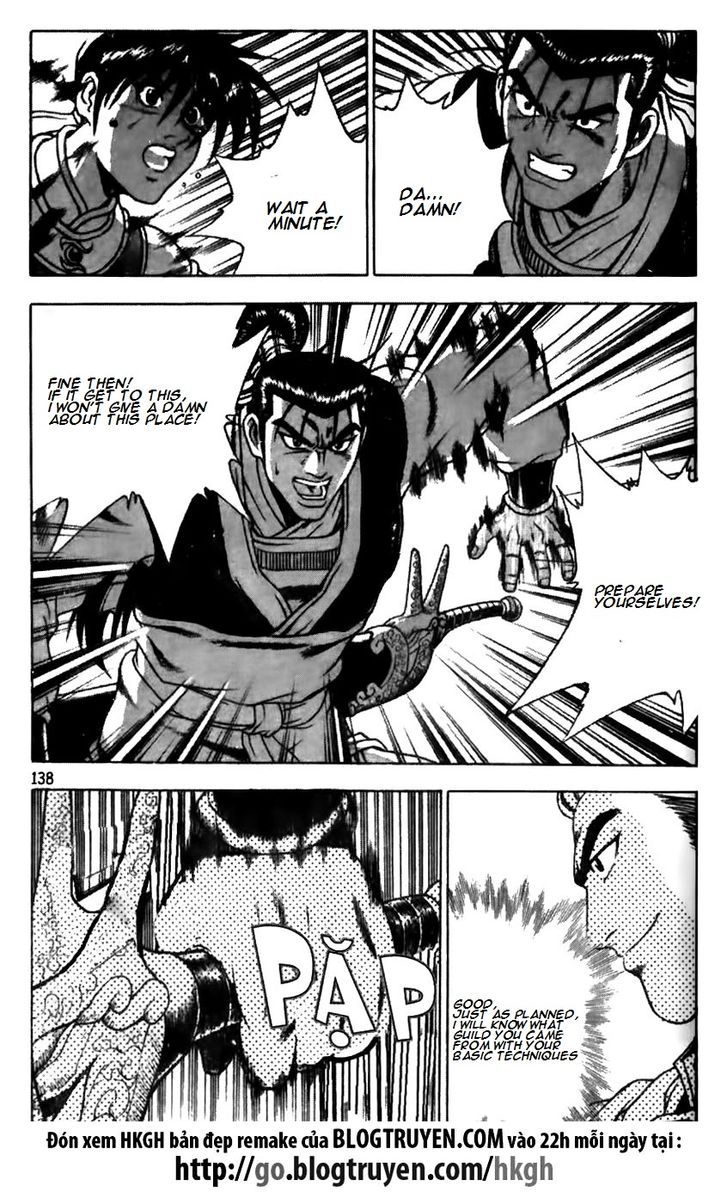 WAIT A
MINUTE!
DA...
DAMN!
FINE THEN!
IF IT GET TO THIS,
I WON'T GIVE A DAMN
ABOUT THIS PLACE!
PREPARE
YOURSELVES!
138
PẶP
GOOD,
JUST AS PLANNED,
I WILL KNOW WHAT
GUILD YOU CAME
FROM WITH YOUR
BASIC TECHNIQUES
Đón xem HKGH bản đẹp remake của BLOGTRUYEN.COM vào 22h mỗi ngày tại :
http://go.blogtruyen.com/hkgh